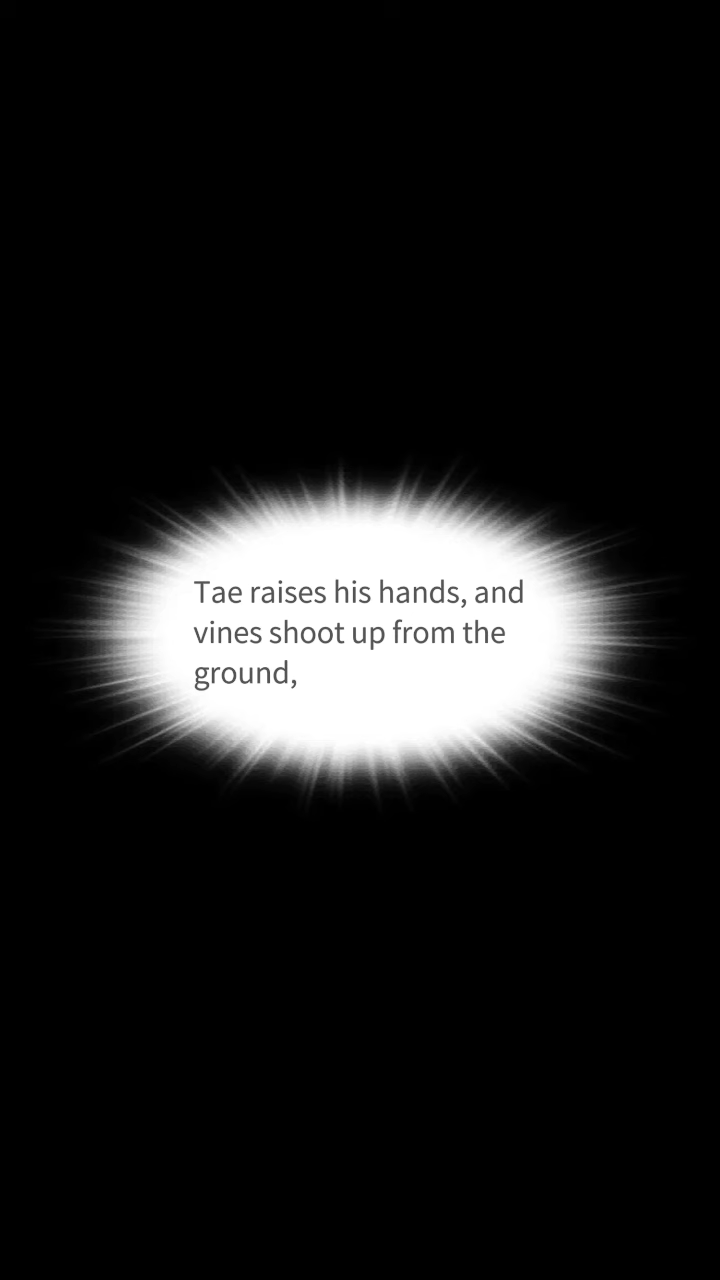 Tae raises his hands, and
vines shoot up from the
ground,